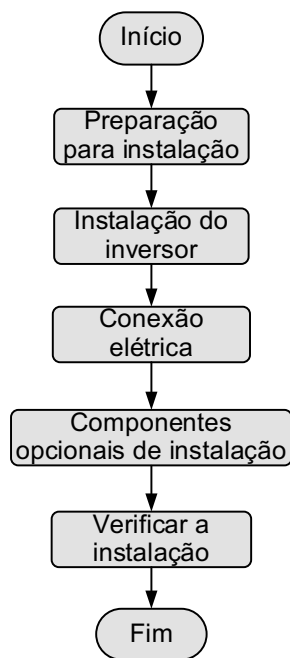 Início
Preparação
para instalação
Instalação do
inversor
Conexão
elétrica
Componentes
opcionais de instalação
Verificar a
instalação
Fim